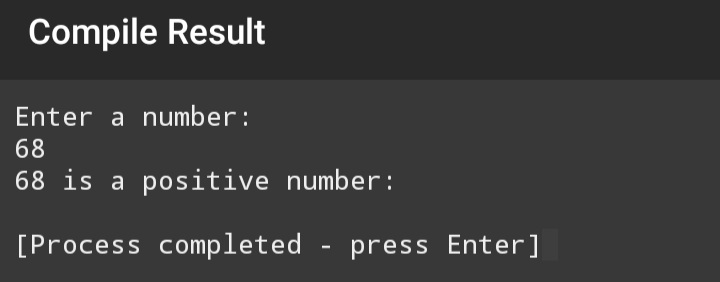 Compile Result
Enter a number:
68
68 is a positive number:
[Process completed - press Enter]